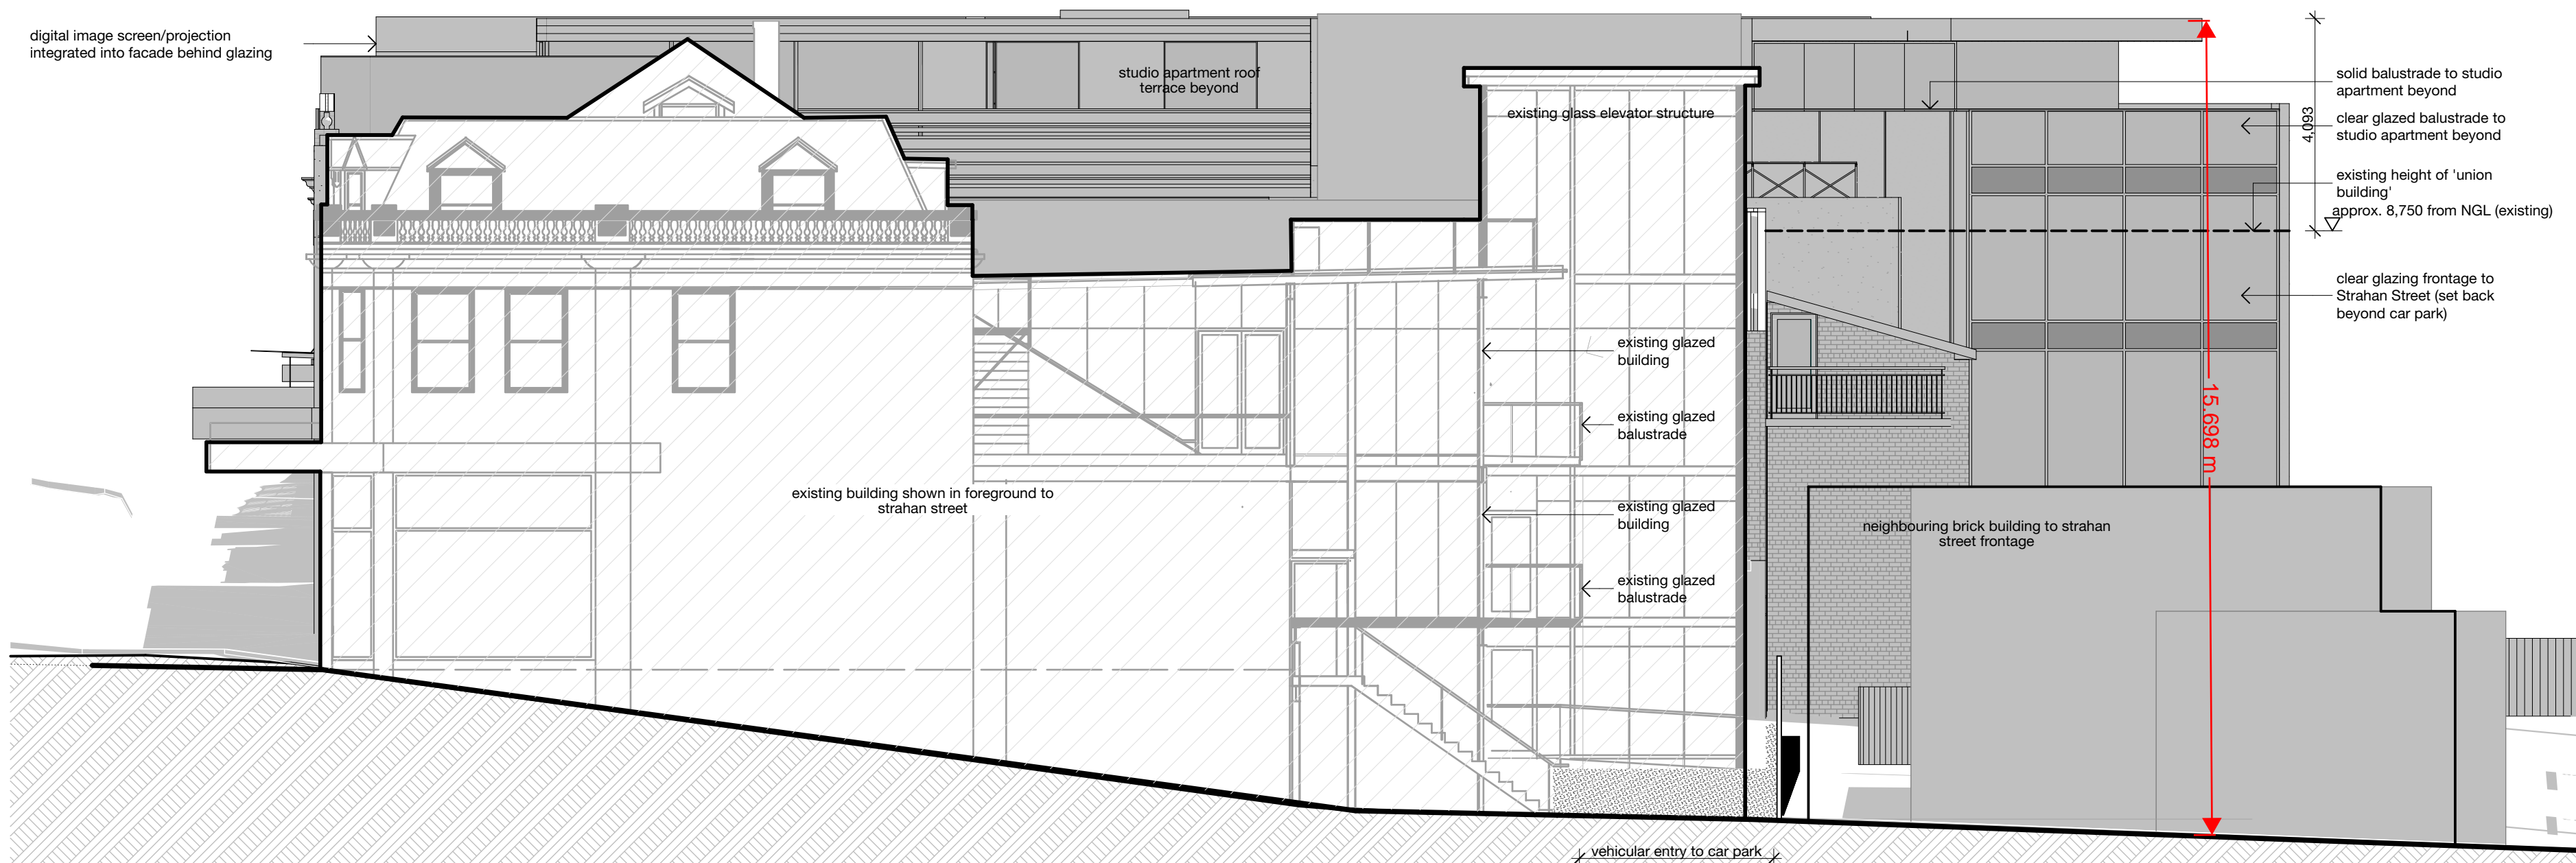 digital image screen/projection
integrated into facade behind glazing
studio apartment roof
terrace beyond
existing glass elevator structure
solid balustrade to studio
apartment beyond
clear glazed balustrade to
studio apartment beyond
4,093
existing height of 'union
building'
approx. 8,750 from NGL (existing)
clear glazing frontage to
Strahan Street (set back
beyond car park)
existing glazed
building
15.698 m
existing glazed
balustrade
existing building shown in foreground to
strahan street
existing glazed
building
neighbouring brick building to strahan
street frontage
existing glazed
balustrade
vehicular entry to car park